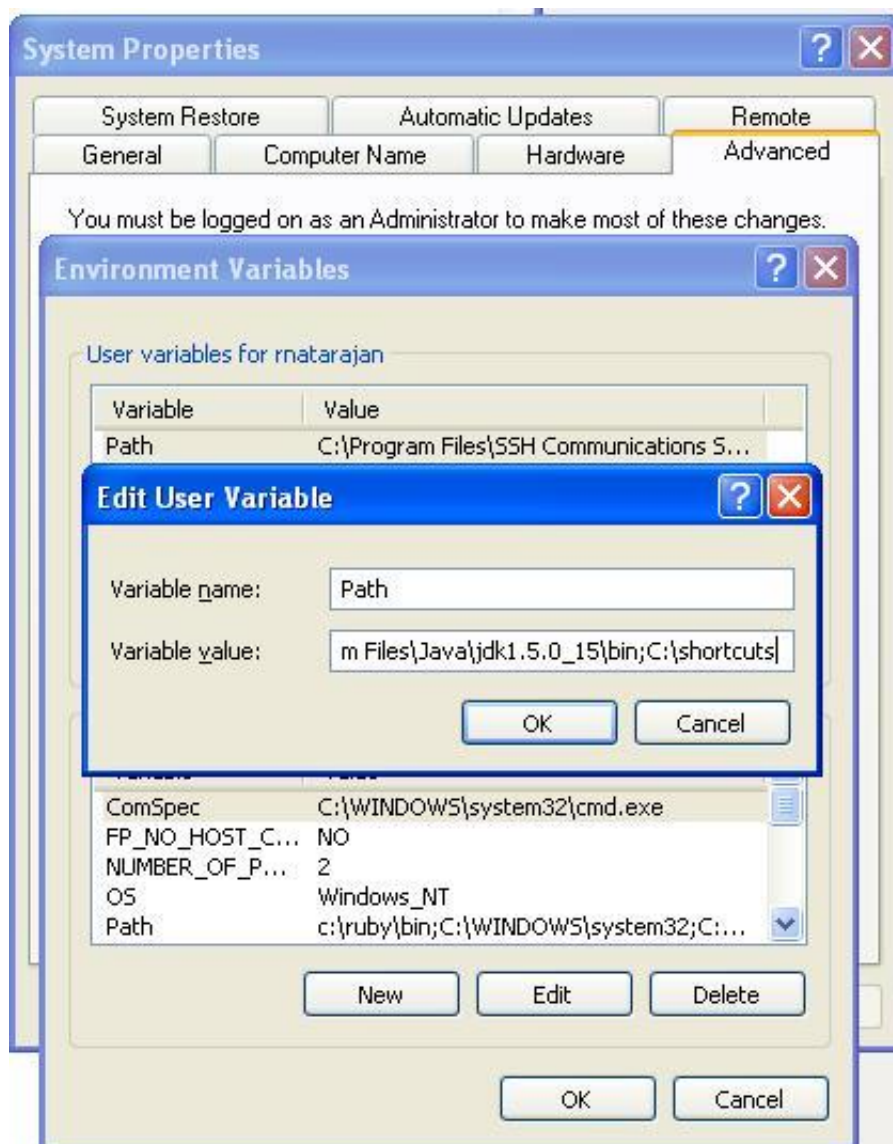 System Properties
System Restore Automatic Updates Remote
General Computer Name Hardware Advanced
You must be logged on as an Administrator to make most of these changes.
Environment Variables
User variables for rnatarajan
Variable Value
Path C:\Program Files\SSH Communications S...
Edit User Variable
Variable name: Path
Variable value: m Files\Java\jdk1.5.0_15\bin;C:\shortcuts
OK Cancel
ComSpec C:\WINDOWS\system32\cmd.exe
FP_NO_HOST_C... NO
NUMBER_OF_P... 2
OS Windows_NT
Path c:\ruby\bin;C:\WINDOWS\system32;C:...
New Edit Delete
OK Cancel